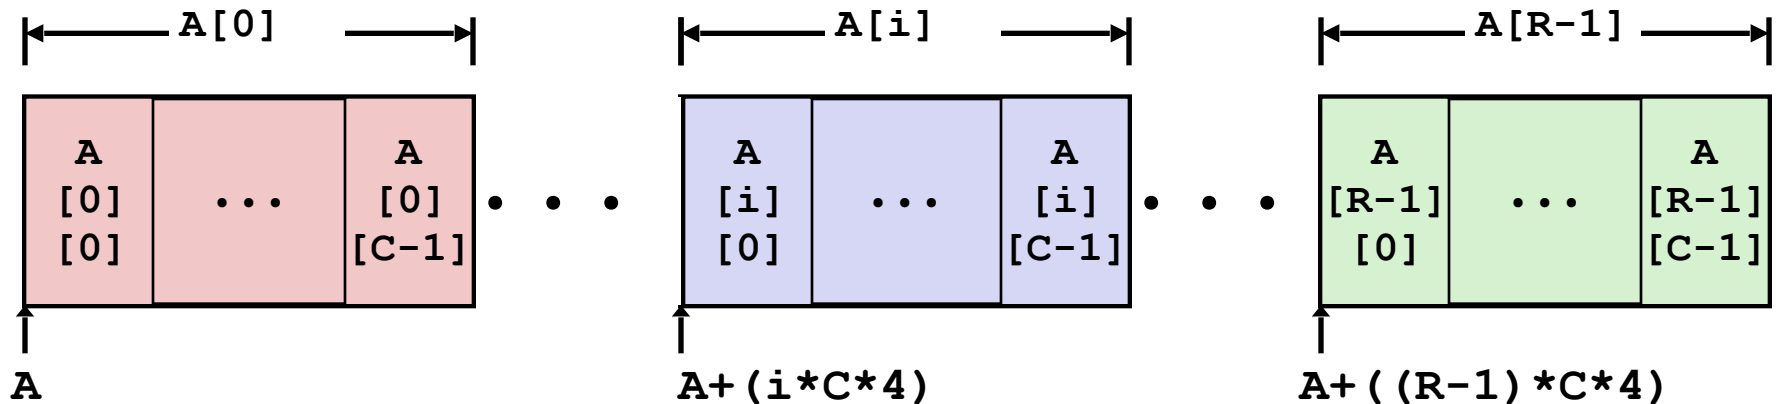 A[0]
A[i]
A[R-1]
A
[0]
[0]
...
A
[0]
[C-1]
. . .
A
[i]
[0]
...
A
[i]
[C-1]
. . .
A
[R-1]
[0]
...
A
[R-1]
[C-1]
A
A+(i*C*4)
A+((R-1)*C*4)